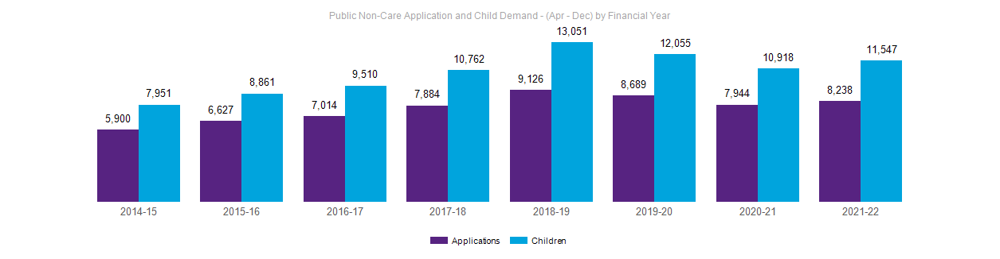 Public Non-Care Application and Child Demand - (Apr - Dec) by Financial Year
5,900 7,951 6,627 8,861 7,014 9,510 7,884 10,762 9,126 13,051 8,689 12,055 7,944 10,918 8,238 11,547
2014-15 2015-16 2016-17 2017-18 2018-19 2019-20 2020-21 2021-22
Applications Children